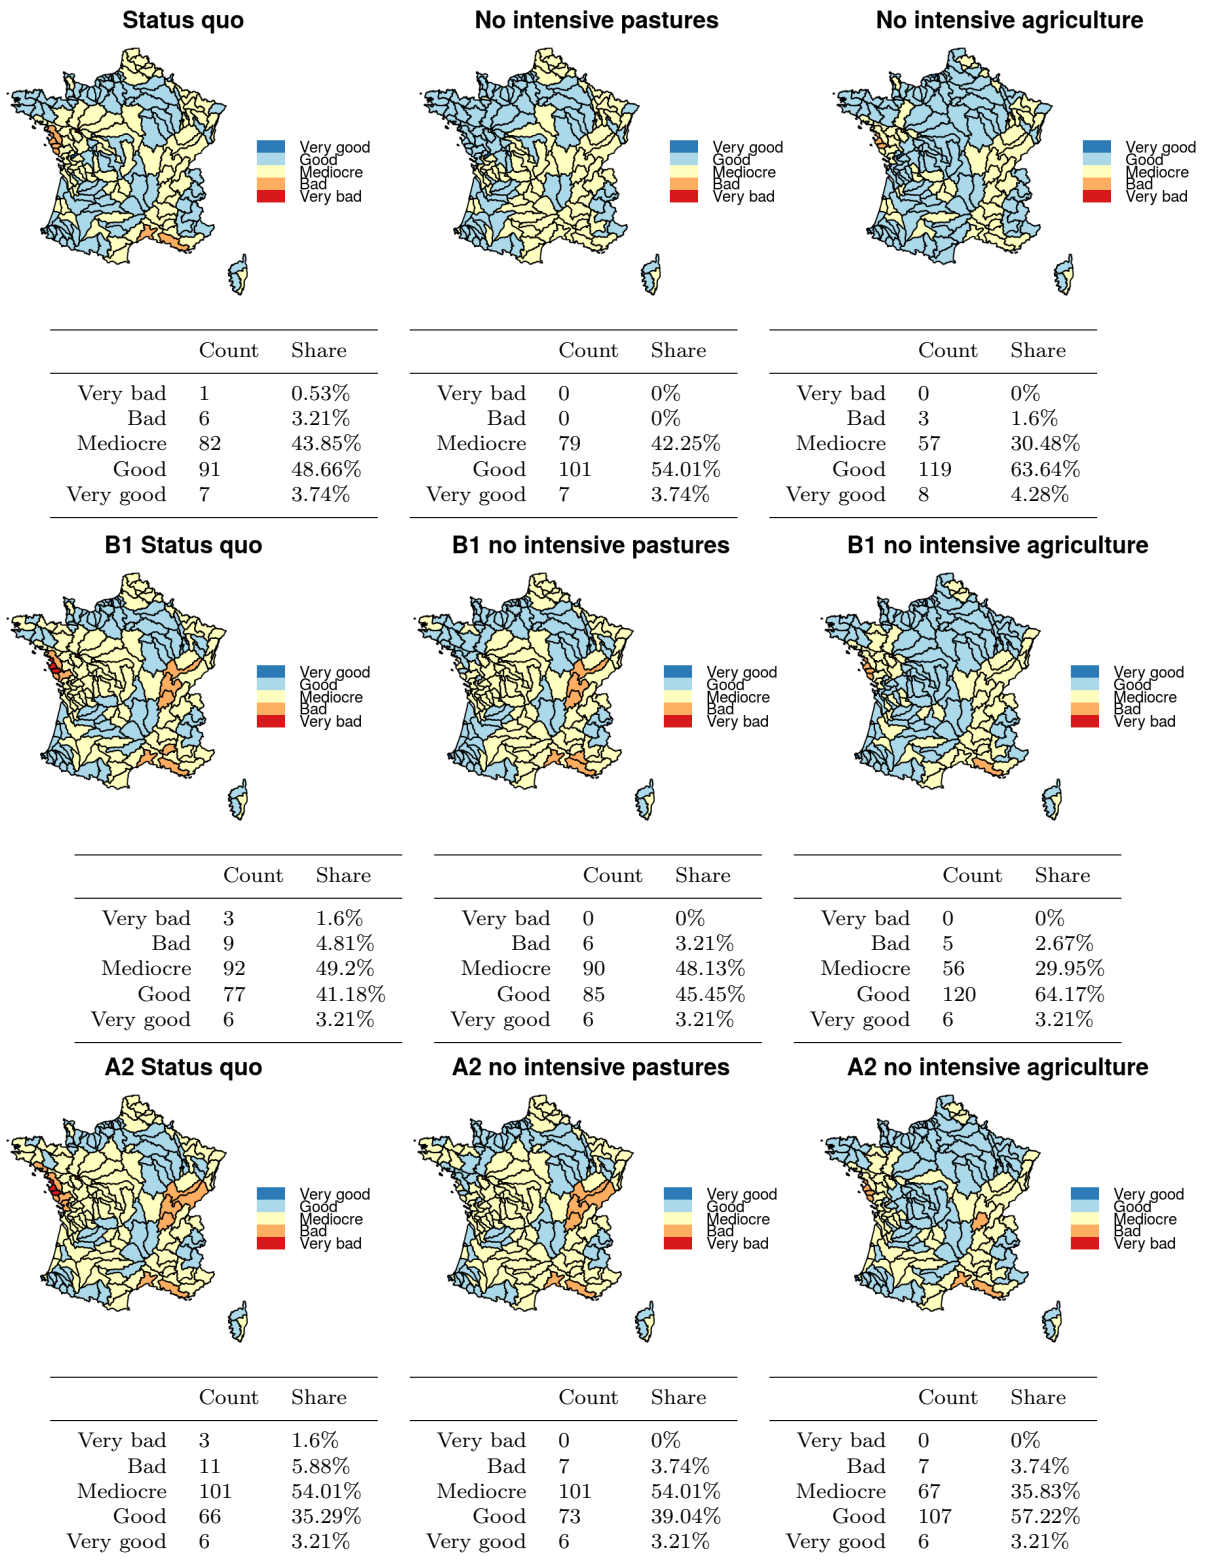 Status quo
No intensive pastures
No intensive agriculture
Very good
Good
Mediocre
Bad
Very bad
Very good
Good
Mediocre
Bad
Very bad
Very good
Good
Mediocre
Bad
Very bad
Count Share
Very bad 1 0.53%
Bad 6 3.21%
Mediocre 82 43.85%
Good 91 48.66%
Very good 7 3.74%
Count Share
Very bad 0 0%
Bad 0 0%
Mediocre 79 42.25%
Good 101 54.01%
Very good 7 3.74%
Count Share
Very bad 0 0%
Bad 3 1.6%
Mediocre 57 30.48%
Good 119 63.64%
Very good 8 4.28%
B1 Status quo
B1 no intensive pastures
B1 no intensive agriculture
Very good
Good
Mediocre
Bad
Very bad
Very good
Good
Mediocre
Bad
Very bad
Very good
Good
Mediocre
Bad
Very bad
Count Share
Very bad 3 1.6%
Bad 9 4.81%
Mediocre 92 49.2%
Good 77 41.18%
Very good 6 3.21%
Count Share
Very bad 0 0%
Bad 6 3.21%
Mediocre 90 48.13%
Good 85 45.45%
Very good 6 3.21%
Count Share
Very bad 0 0%
Bad 5 2.67%
Mediocre 56 29.95%
Good 120 64.17%
Very good 6 3.21%
A2 Status quo
A2 no intensive pastures
A2 no intensive agriculture
Very good
Good
Mediocre
Bad
Very bad
Very good
Good
Mediocre
Bad
Very bad
Very good
Good
Mediocre
Bad
Very bad
Count Share
Very bad 3 1.6%
Bad 11 5.88%
Mediocre 101 54.01%
Good 66 35.29%
Very good 6 3.21%
Count Share
Very bad 0 0%
Bad 7 3.74%
Mediocre 101 54.01%
Good 73 39.04%
Very good 6 3.21%
Count Share
Very bad 0 0%
Bad 7 3.74%
Mediocre 67 35.83%
Good 107 57.22%
Very good 6 3.21%